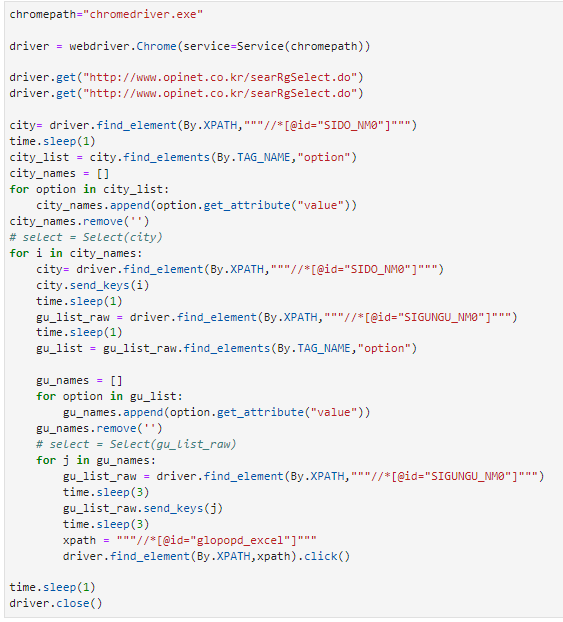 chromepath="chromedriver.exe"
driver = webdriver.Chrome(service=Service(chromepath))
driver.get("http://www.opinet.co.kr/searRgSelect.do")
driver.get("http://www.opinet.co.kr/searRgSelect.do")
city= driver.find_element(By.XPATH,"""//*[@id="SIDO_NM0"]""")
time.sleep(1)
city_list = city.find_elements(By.TAG_NAME,"option")
city_names = []
for option in city_list:
    city_names.append(option.get_attribute("value"))
city_names.remove('')
# select = Select(city)
for i in city_names:
    city= driver.find_element(By.XPATH,"""//*[@id="SIDO_NM0"]""")
    city.send_keys(i)
    time.sleep(1)
    gu_list_raw = driver.find_element(By.XPATH,"""//*[@id="SIGUNGU_NM0"]""")
    time.sleep(1)
    gu_list = gu_list_raw.find_elements(By.TAG_NAME,"option")
    gu_names = []
    for option in gu_list:
        gu_names.append(option.get_attribute("value"))
    gu_names.remove('')
    # select = Select(gu_list_raw)
    for j in gu_names:
        gu_list_raw = driver.find_element(By.XPATH,"""//*[@id="SIGUNGU_NM0"]""")
        time.sleep(3)
        gu_list_raw.send_keys(j)
        time.sleep(3)
        xpath = """//*[@id="glopopd_excel"]"""
        driver.find_element(By.XPATH,xpath).click()
time.sleep(1)
driver.close()